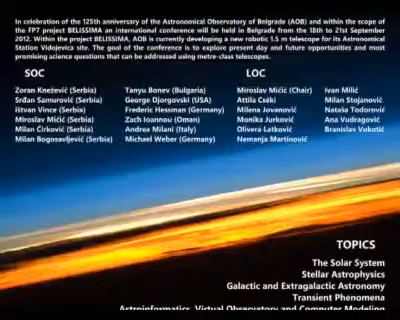 In celebration of the 125th anniversary of the Astronomical Observatory of Belgrade (AOB) and within the scope of
the FP7 project BELISSIMA an international conference will be held in Belgrade from the 18th to 21st September
2012. Within the project BELISSIMA, AOB is currently developing a new robotic 1.5 m telescope for its Astronomical
Station Vidojevica site. The goal of the conference is to explore present day and future opportunities and most
promising science questions that can be addressed using metre-class telescopes.
SOC
Zoran Knežević (Serbia)
Srđan Samurović (Serbia)
Ištvan Vince (Serbia)
Miroslav Mićić (Serbia)
Milan Ćirković (Serbia)
Milan Bogosavljević (Serbia)
Tanyu Bonev (Bulgaria)
George Djorgovski (USA)
Frederic Hessman (Germany)
Zach Ioannou (Oman)
Andree Milani (Italy)
Michael Weber (Germany)
LOC
Miroslav Mićić (Chair)
Attila Cséki
Milena Jovanović
Monika Jurković
Olivera Latković
Nemanja Martinović
Ivan Milić
Milan Stojanović
Nataša Todorović
Ana Vudragović
Branislav Vukotić
TOPICS
The Solar System
Stellar Astrophysics
Galactic and Extragalactic Astronomy
Transient Phenomena
Astroinformatics, Virtual Observatory and Computer Modeling